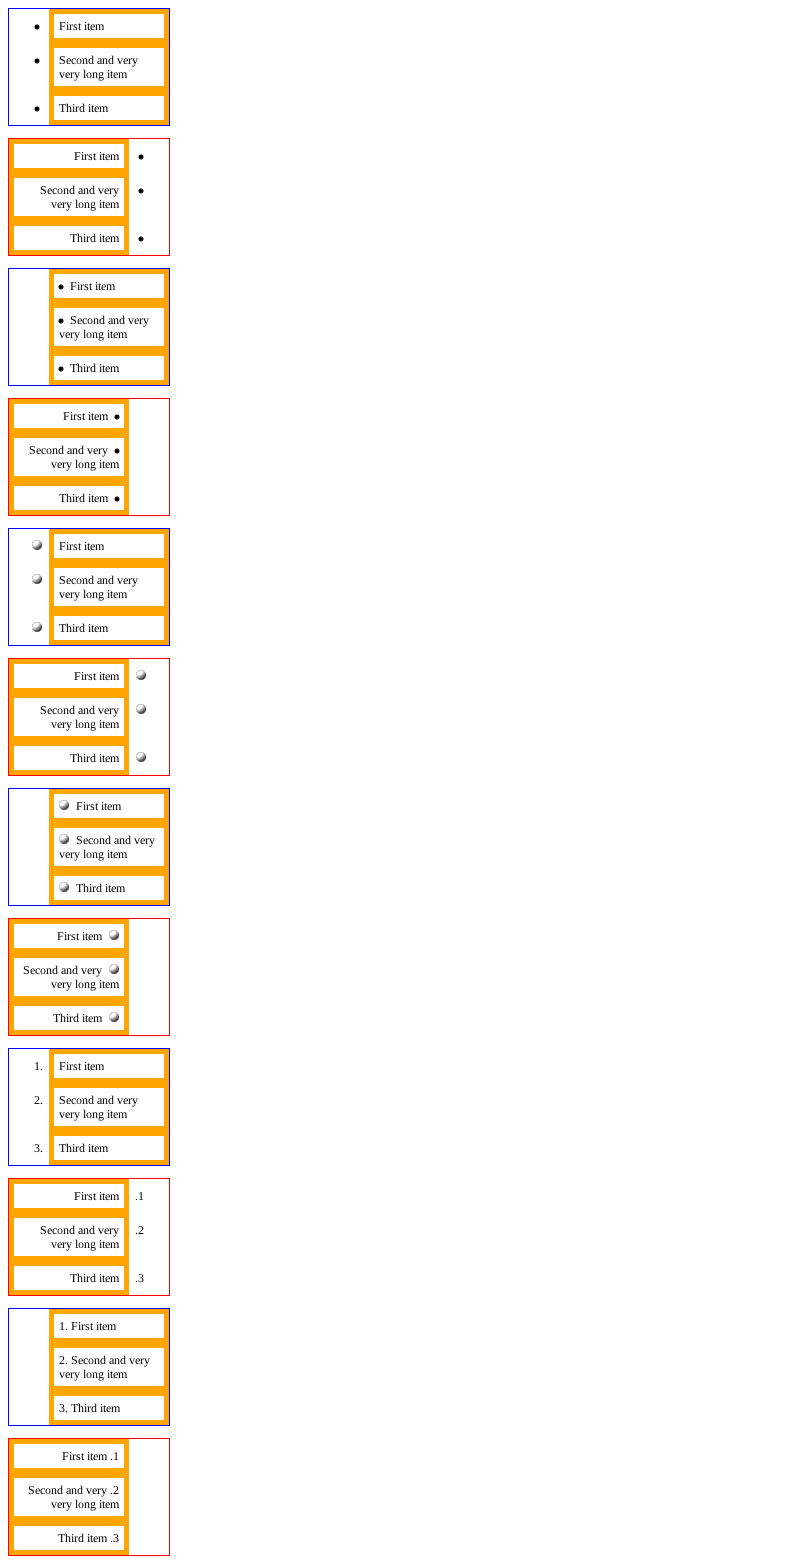 • First item
• Second and very
very long item
• Third item
First item •
Second and very •
very long item
Third item •
• First item
• Second and very
very long item
• Third item
First item •
Second and very •
very long item
Third item •
First item
Second and very
very long item
Third item
First item
Second and very
very long item
Third item
First item
Second and very
very long item
Third item
First item
Second and very
very long item
Third item
1. First item
2. Second and very
very long item
3. Third item
First item .1
Second and very .2
very long item
Third item .3
1. First item
2. Second and very
very long item
3. Third item
First item .1
Second and very .2
very long item
Third item .3